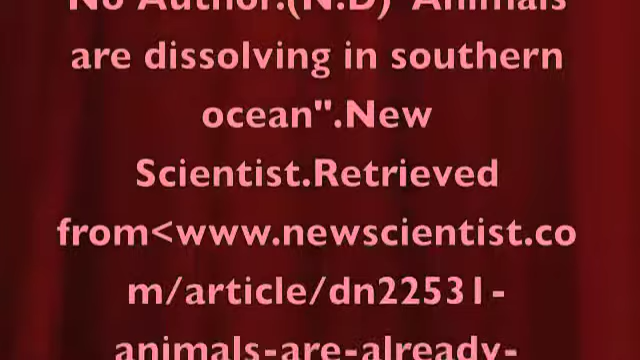 No Author.(N.D) "Animals
are dissolving in southern
ocean".New
Scientist.Retrieved
from<www.newscientist.co
m/article/dn22531-
animals-are-already-